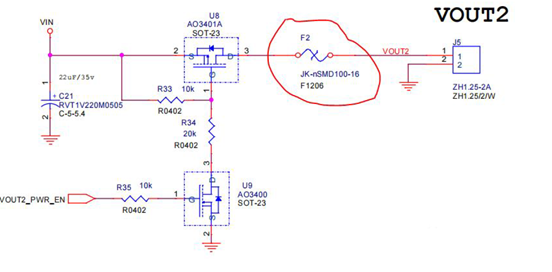 VOUT2
VIN
U8
AO3401A
SOT-23
F2
VOUT2
J5
2
3
1
1
2
2
S
D
G
JK-nSMD100-16
F1206
1
22uF/35v
R33 10k
1
ZH1.25-2A
ZH1.25/2/W
C21
RVT1V220M0505
C-5-5.4
R0402
2
R34
20k
R0402
3
U9
AO3400
SOT-23
D
VOUT2_PWR_EN
R35 10k
1
G
R0402
S
2